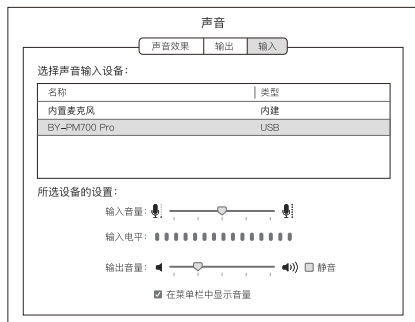 声音
声音效果 输出 输入
选择声音输入设备：
名称 类型
内置麦克风 内建
BY-PM700 Pro USB
所选设备的设置：
输入音量：
输入电平：
输出音量： 静音
在菜单栏中显示音量